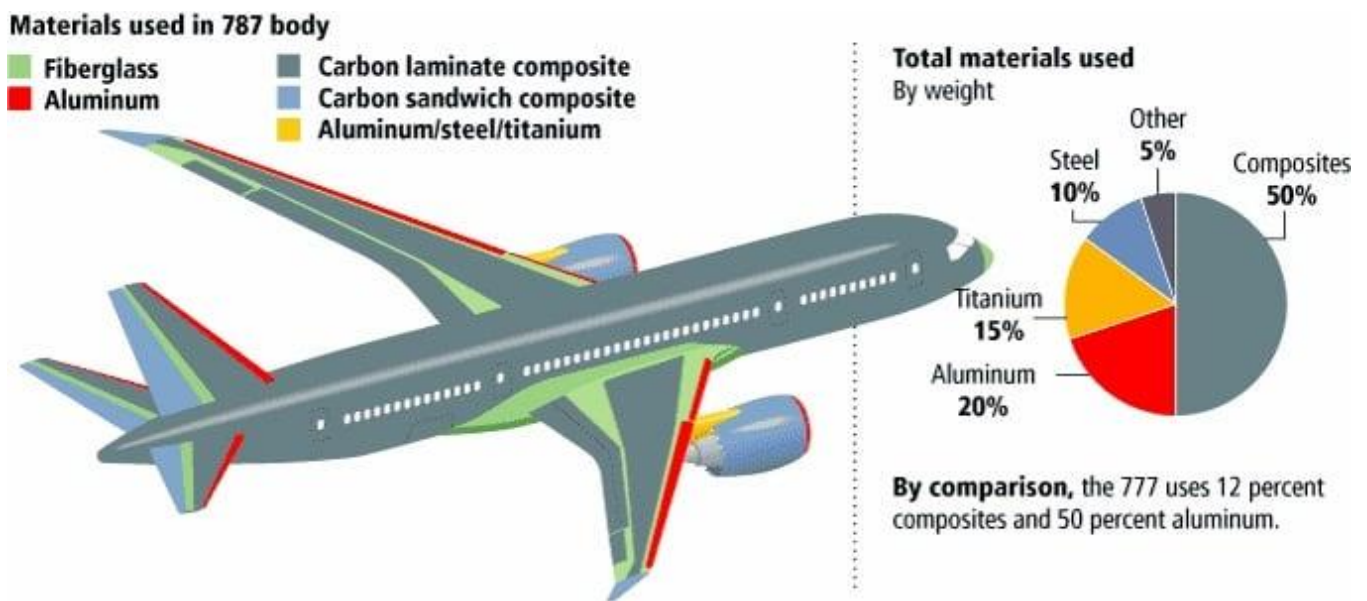 Materials used in 787 body
Fiberglass
Aluminum
Carbon laminate composite
Carbon sandwich composite
Aluminum/steel/titanium
Total materials used
By weight
Other
5%
Steel
10%
Composites
50%
Titanium
15%
Aluminum
20%
By comparison, the 777 uses 12 percent
composites and 50 percent aluminum.